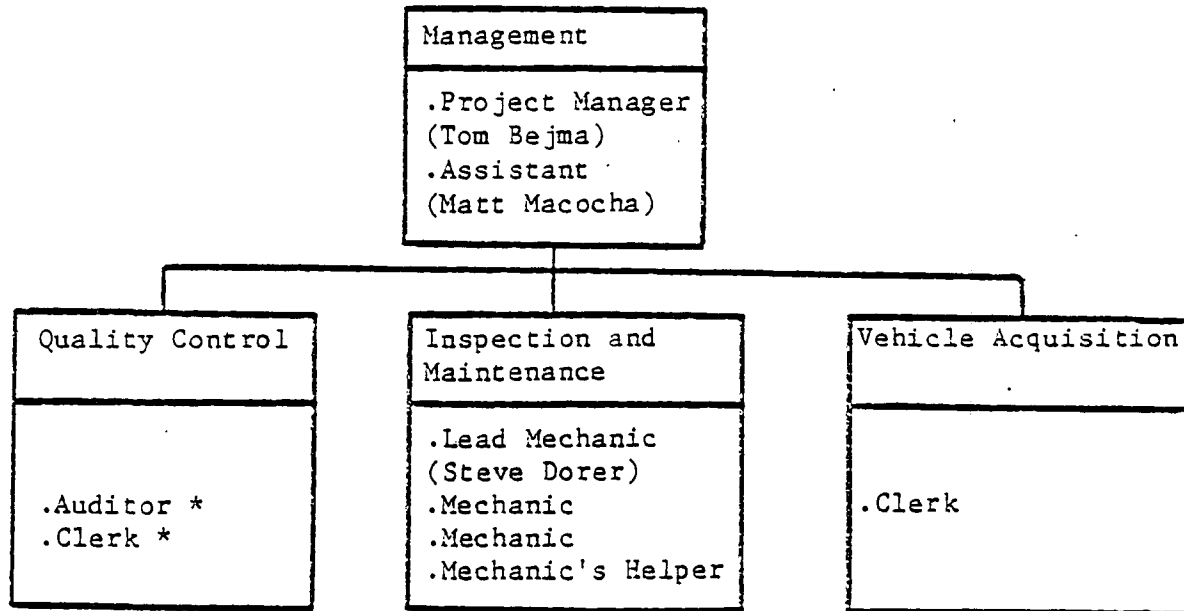 Management
.Project Manager
(Tom Bejma)
.Assistant
(Matt Macocha)
Quality Control
.Auditor *
.Clerk *
Inspection and
Maintenance
.Lead Mechanic
(Steve Dorer)
.Mechanic
.Mechanic
.Mechanic's Helper
Vehicle Acquisition
.Clerk